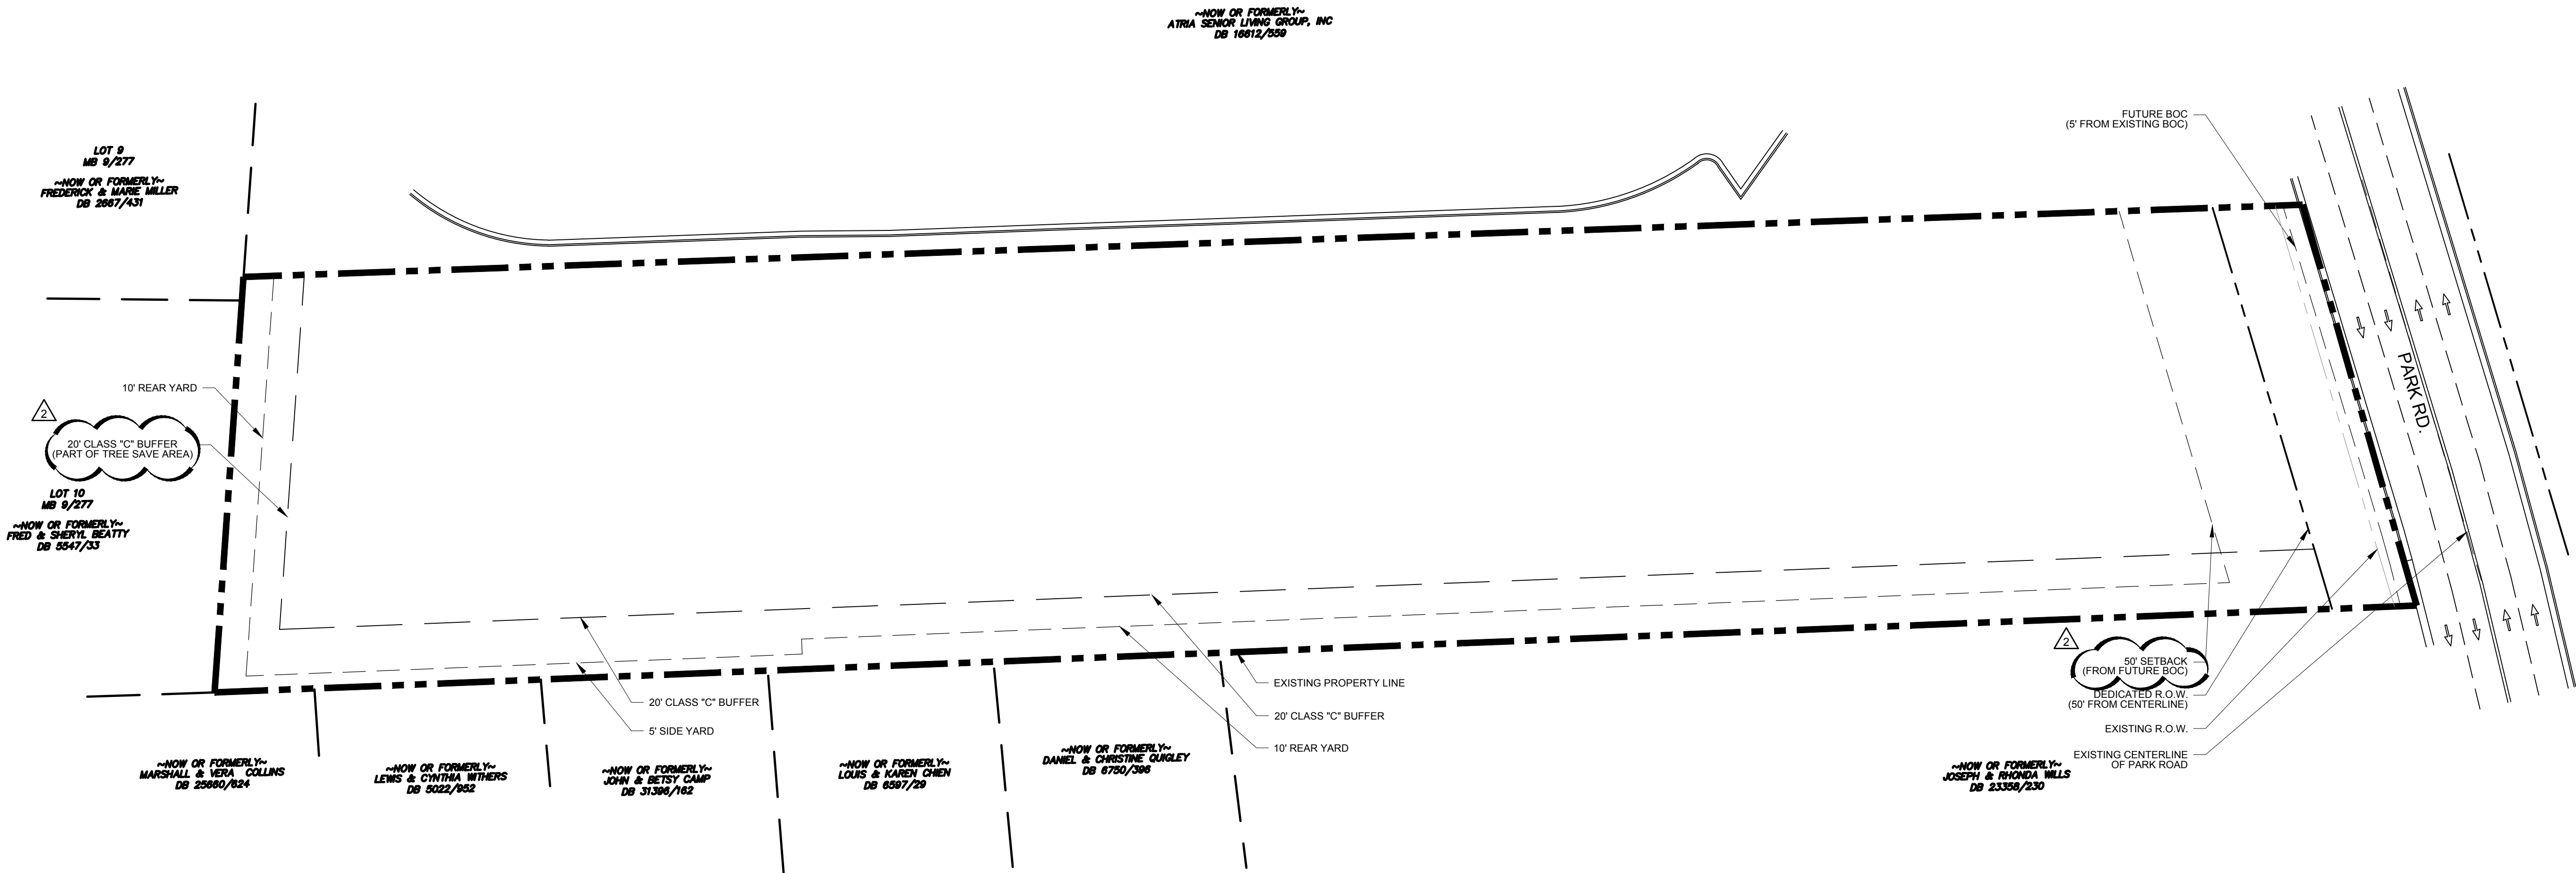 ~NOW OR FORMERLY~
ATRIA SENIOR LIVING GROUP, INC
DB 16612/559
LOT 9
MB 9/277
~NOW OR FORMERLY~
FREDERICK & MARIE MILLER
DB 2667/431
FUTURE BOC
(5' FROM EXISTING BOC)
PARK RD.
10' REAR YARD
2
20' CLASS "C" BUFFER
(PART OF TREE SAVE AREA)
LOT 10
MB 9/277
~NOW OR FORMERLY~
FRED & SHERYL BEATTY
DB 5547/33
20' CLASS "C" BUFFER
5' SIDE YARD
EXISTING PROPERTY LINE
20' CLASS "C" BUFFER
10' REAR YARD
2
50' SETBACK
(FROM FUTURE BOC)
DEDICATED R.O.W.
(50' FROM CENTERLINE)
EXISTING R.O.W.
EXISTING CENTERLINE
OF PARK ROAD
~NOW OR FORMERLY~
MARSHALL & VERA COLLINS
DB 25660/624
~NOW OR FORMERLY~
LEWIS & CYNTHIA WITHERS
DB 5022/952
~NOW OR FORMERLY~
JOHN & BETSY CAMP
DB 31396/162
~NOW OR FORMERLY~
LOUIS & KAREN CHIEN
DB 6597/29
~NOW OR FORMERLY~
DANIEL & CHRISTINE QUIGLEY
DB 6750/396
~NOW OR FORMERLY~
JOSEPH & RHONDA WILLS
DB 23358/230